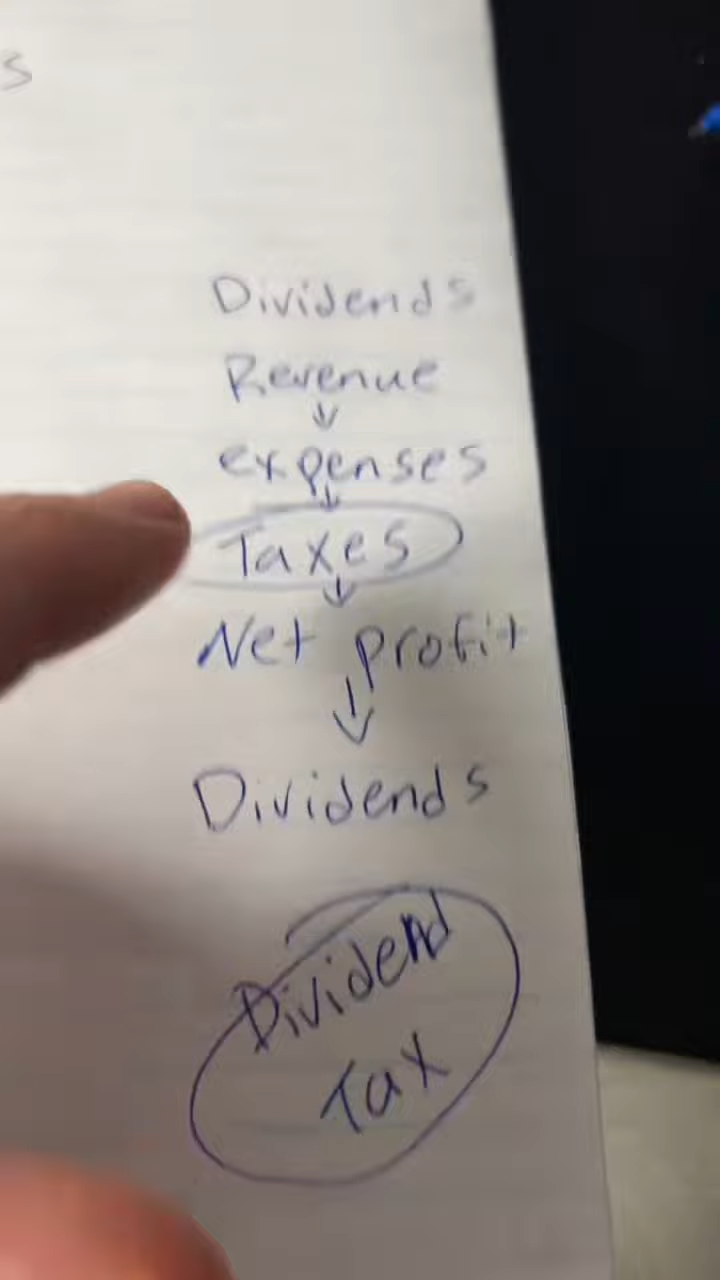 s
Dividends
Revenue
↓
expenses
↓
Taxes
↓
Net profit
↓
Dividends
Dividend
Tax